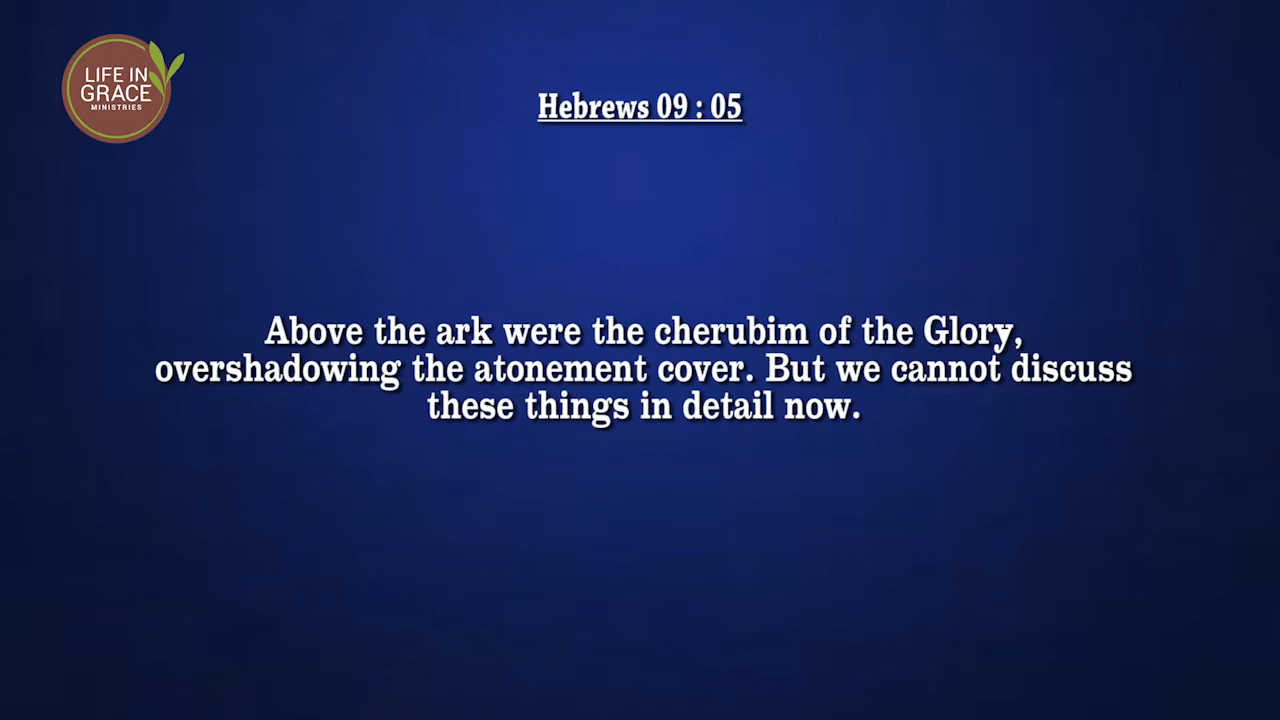 LIFE IN
GRACE
MINISTRIES
Hebrews 09 : 05
Above the ark were the cherubim of the Glory,
overshadowing the atonement cover. But we cannot discuss
these things in detail now.